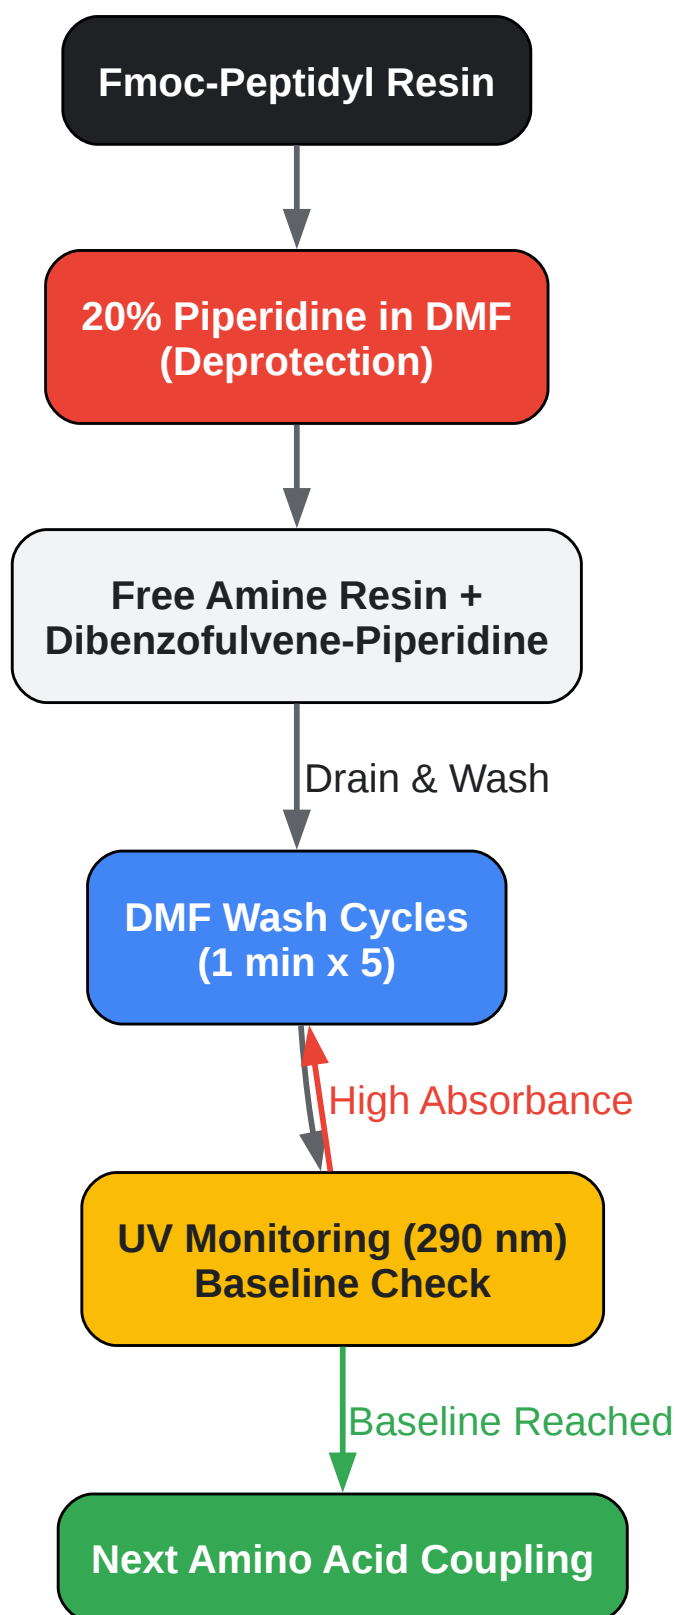 Fmoc-Peptidyl Resin
20% Piperidine in DMF
(Deprotection)
Free Amine Resin +
Dibenzofulvene-Piperidine
Drain & Wash
DMF Wash Cycles
(1 min x 5)
High Absorbance
UV Monitoring (290 nm)
Baseline Check
Baseline Reached
Next Amino Acid Coupling